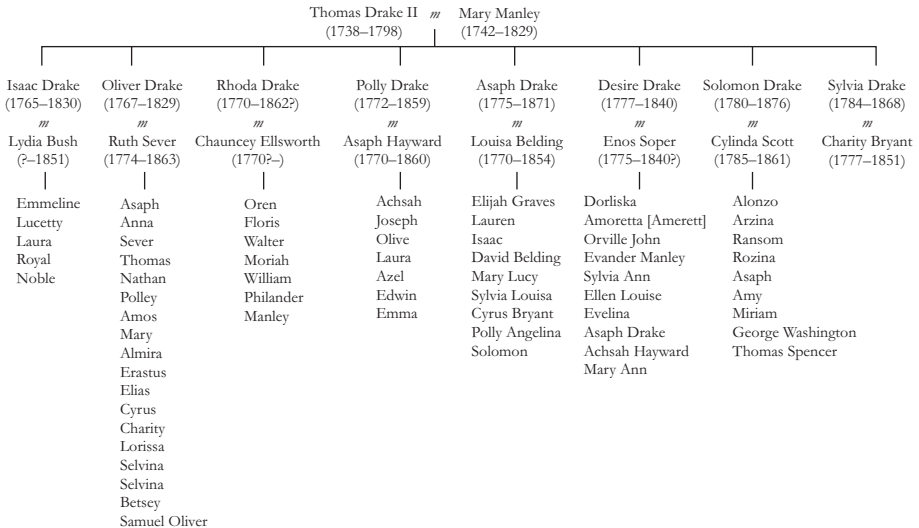 Thomas Drake II m Mary Manley
(1738–1798) (1742–1829)
Isaac Drake
(1765–1830)
m
Lydia Bush
(?–1851)
Emmeline
Lucetty
Laura
Royal
Noble
Oliver Drake
(1767–1829)
m
Ruth Sever
(1774–1863)
Asaph
Anna
Sever
Thomas
Nathan
Polley
Amos
Mary
Almira
Erastus
Elias
Cyrus
Charity
Lorissa
Selvina
Selvina
Betsey
Samuel Oliver
Rhoda Drake
(1770–1862?)
m
Chauncey Ellsworth
(1770?–)
Oren
Floris
Walter
Moriah
William
Philander
Manley
Polly Drake
(1772–1859)
m
Asaph Hayward
(1770–1860)
Achsah
Joseph
Olive
Laura
Azel
Edwin
Emma
Asaph Drake
(1775–1871)
m
Louisa Belding
(1770–1854)
Elijah Graves
Lauren
Isaac
David Belding
Mary Lucy
Sylvia Louisa
Cyrus Bryant
Polly Angelina
Solomon
Desire Drake
(1777–1840)
m
Enos Soper
(1775–1840?)
Dorliska
Amoretta [Amerett]
Orville John
Evander Manley
Sylvia Ann
Ellen Louise
Evelina
Asaph Drake
Achsah Hayward
Mary Ann
Solomon Drake
(1780–1876)
m
Cylinda Scott
(1785–1861)
Alonzo
Arzina
Ransom
Rozina
Asaph
Amy
Miriam
George Washington
Thomas Spencer
Sylvia Drake
(1784–1868)
m
Charity Bryant
(1777–1851)